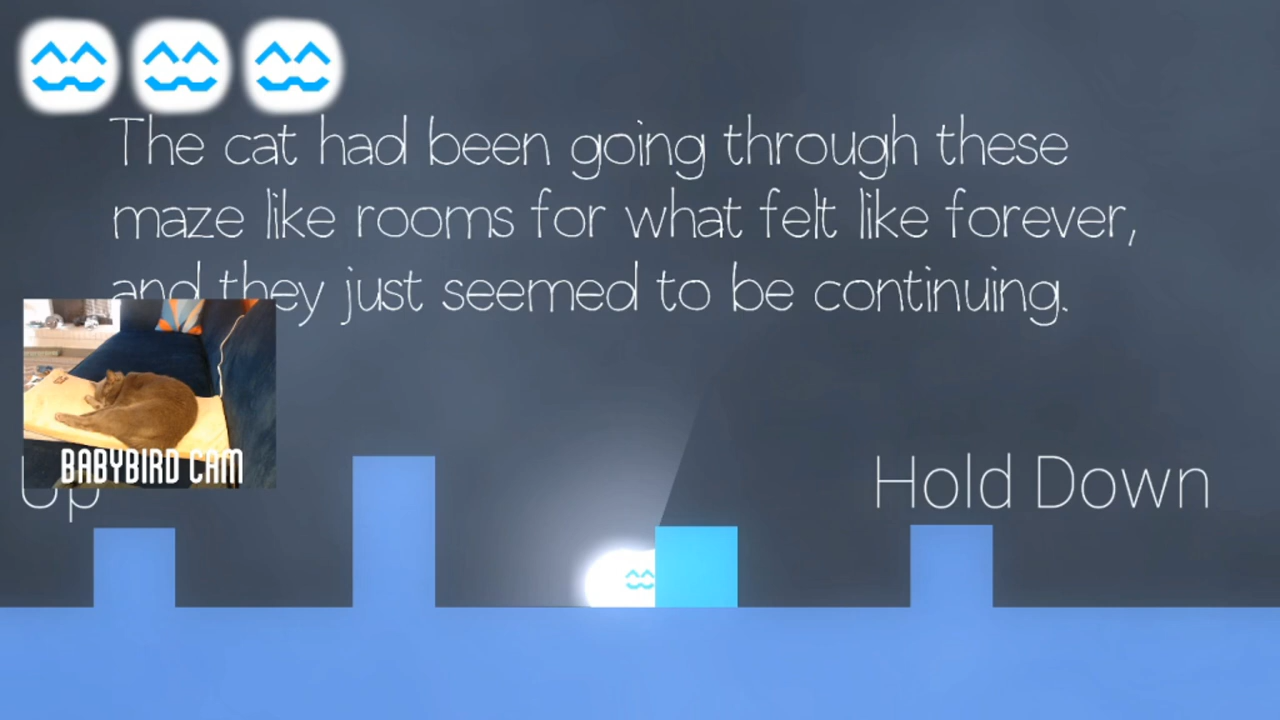 The cat had been going through these
maze like rooms for what felt like forever,
and they just seemed to be continuing.
BABYBIRD CAM
Up
Hold Down